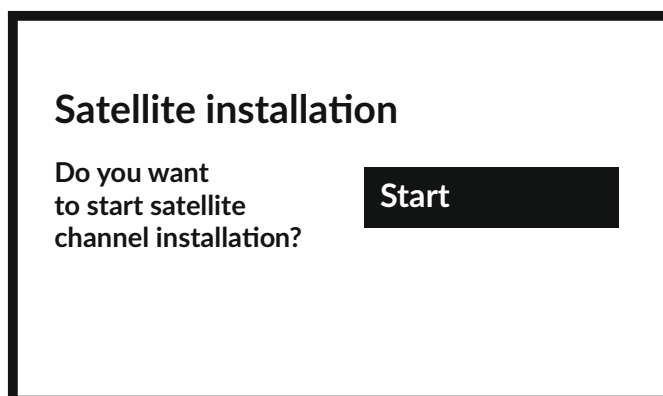 Satellite installation
Do you want
to start satellite
channel installation?
Start